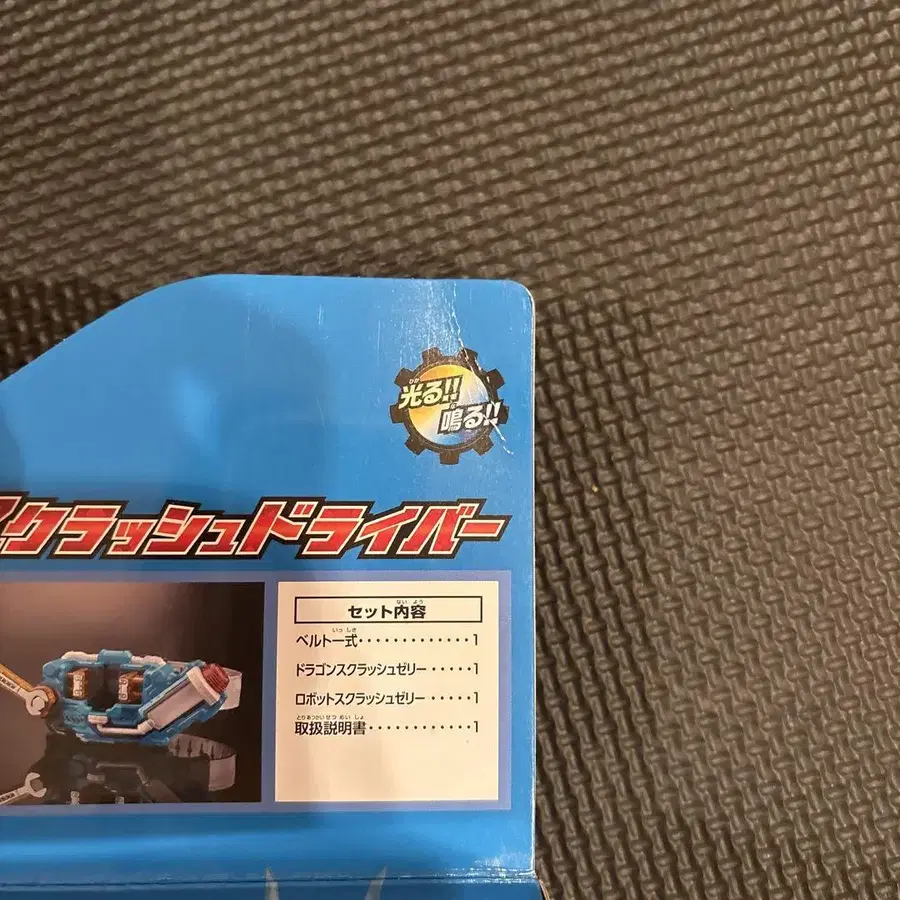 光る!!
鳴る!!
スクラッシュドライバー
セット内容
ベルト一式・・・・・・・・・・・・・1
ドラゴンスクラッシュゼリー・・・・・1
ロボットスクラッシュゼリー・・・・・1
取扱説明書・・・・・・・・・・・・1